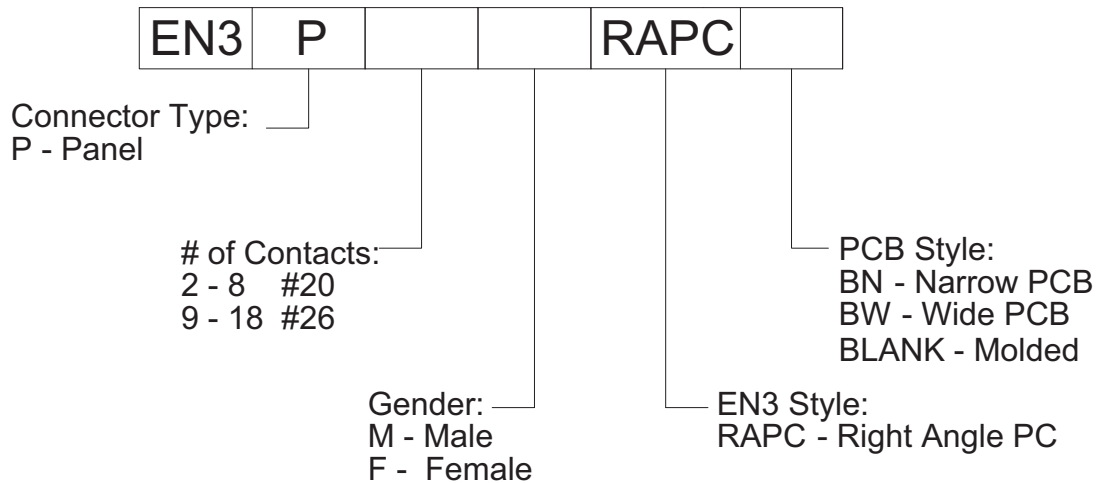 EN3 P RAPC
Connector Type:
P - Panel
# of Contacts:
2 - 8 #20
9 - 18 #26
Gender:
M - Male
F - Female
EN3 Style:
RAPC - Right Angle PC
PCB Style:
BN - Narrow PCB
BW - Wide PCB
BLANK - Molded